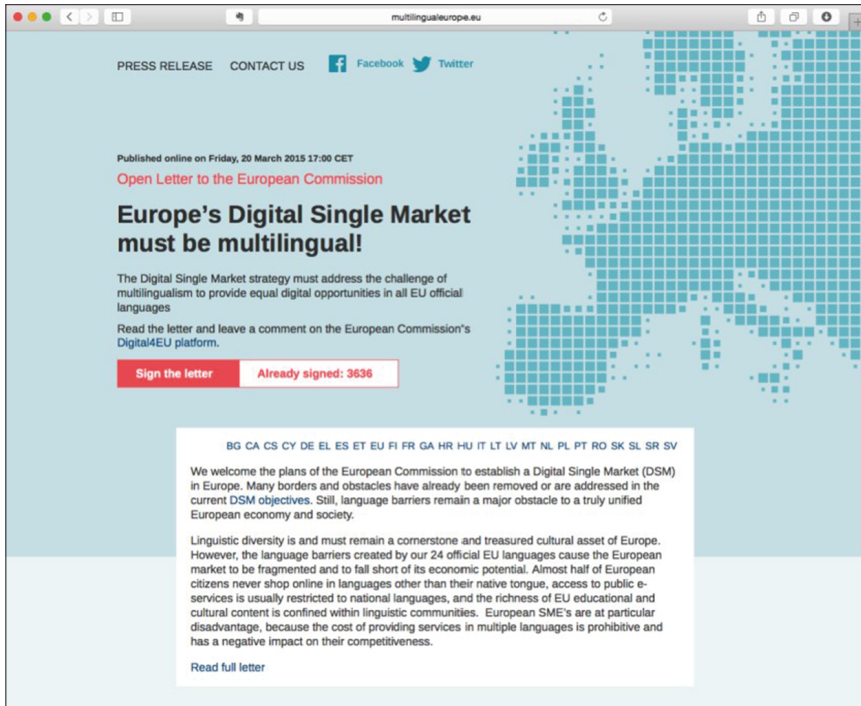 multilingualeurope.eu
PRESS RELEASE CONTACT US Facebook Twitter
Published online on Friday, 20 March 2015 17:00 CET
Open Letter to the European Commission
Europe's Digital Single Market
must be multilingual!
The Digital Single Market strategy must address the challenge of
multilingualism to provide equal digital opportunities in all EU official
languages
Read the letter and leave a comment on the European Commission"s
Digital4EU platform.
Sign the letter Already signed: 3636
BG CA CS CY DE EL ES ET EU FI FR GA HR HU IT LT LV MT NL PL PT RO SK SL SR SV
We welcome the plans of the European Commission to establish a Digital Single Market (DSM)
in Europe. Many borders and obstacles have already been removed or are addressed in the
current DSM objectives. Still, language barriers remain a major obstacle to a truly unified
European economy and society.
Linguistic diversity is and must remain a cornerstone and treasured cultural asset of Europe.
However, the language barriers created by our 24 official EU languages cause the European
market to be fragmented and to fall short of its economic potential. Almost half of European
citizens never shop online in languages other than their native tongue, access to public e-
services is usually restricted to national languages, and the richness of EU educational and
cultural content is confined within linguistic communities. European SME's are at particular
disadvantage, because the cost of providing services in multiple languages is prohibitive and
has a negative impact on their competitiveness.
Read full letter